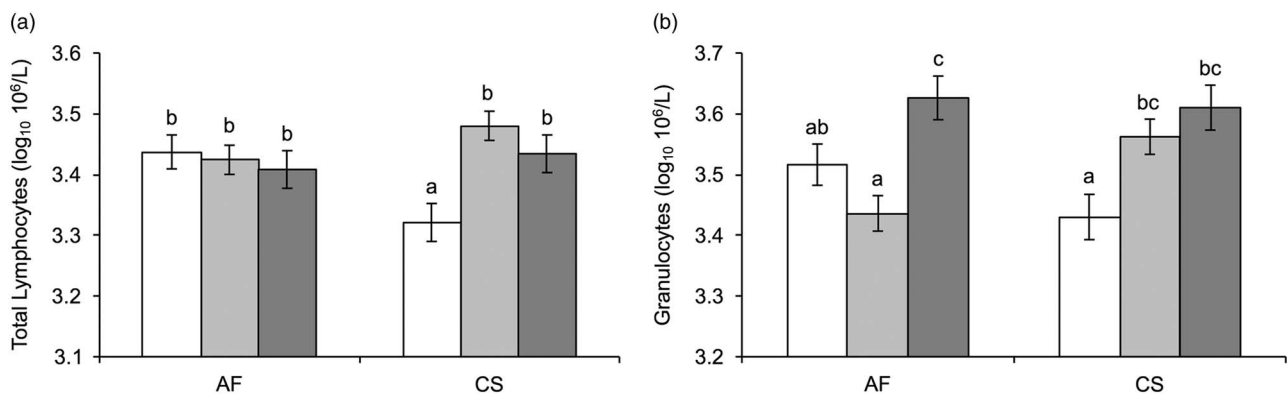 (a)
Total Lymphocytes (log₁₀ 10⁶/L)
3.6
3.5
3.4
3.3
3.2
3.1
b
b
b
a
b
b
AF
CS
(b)
Granulocytes (log₁₀ 10⁶/L)
3.7
3.6
3.5
3.4
3.3
3.2
ab
a
c
a
bc
bc
AF
CS